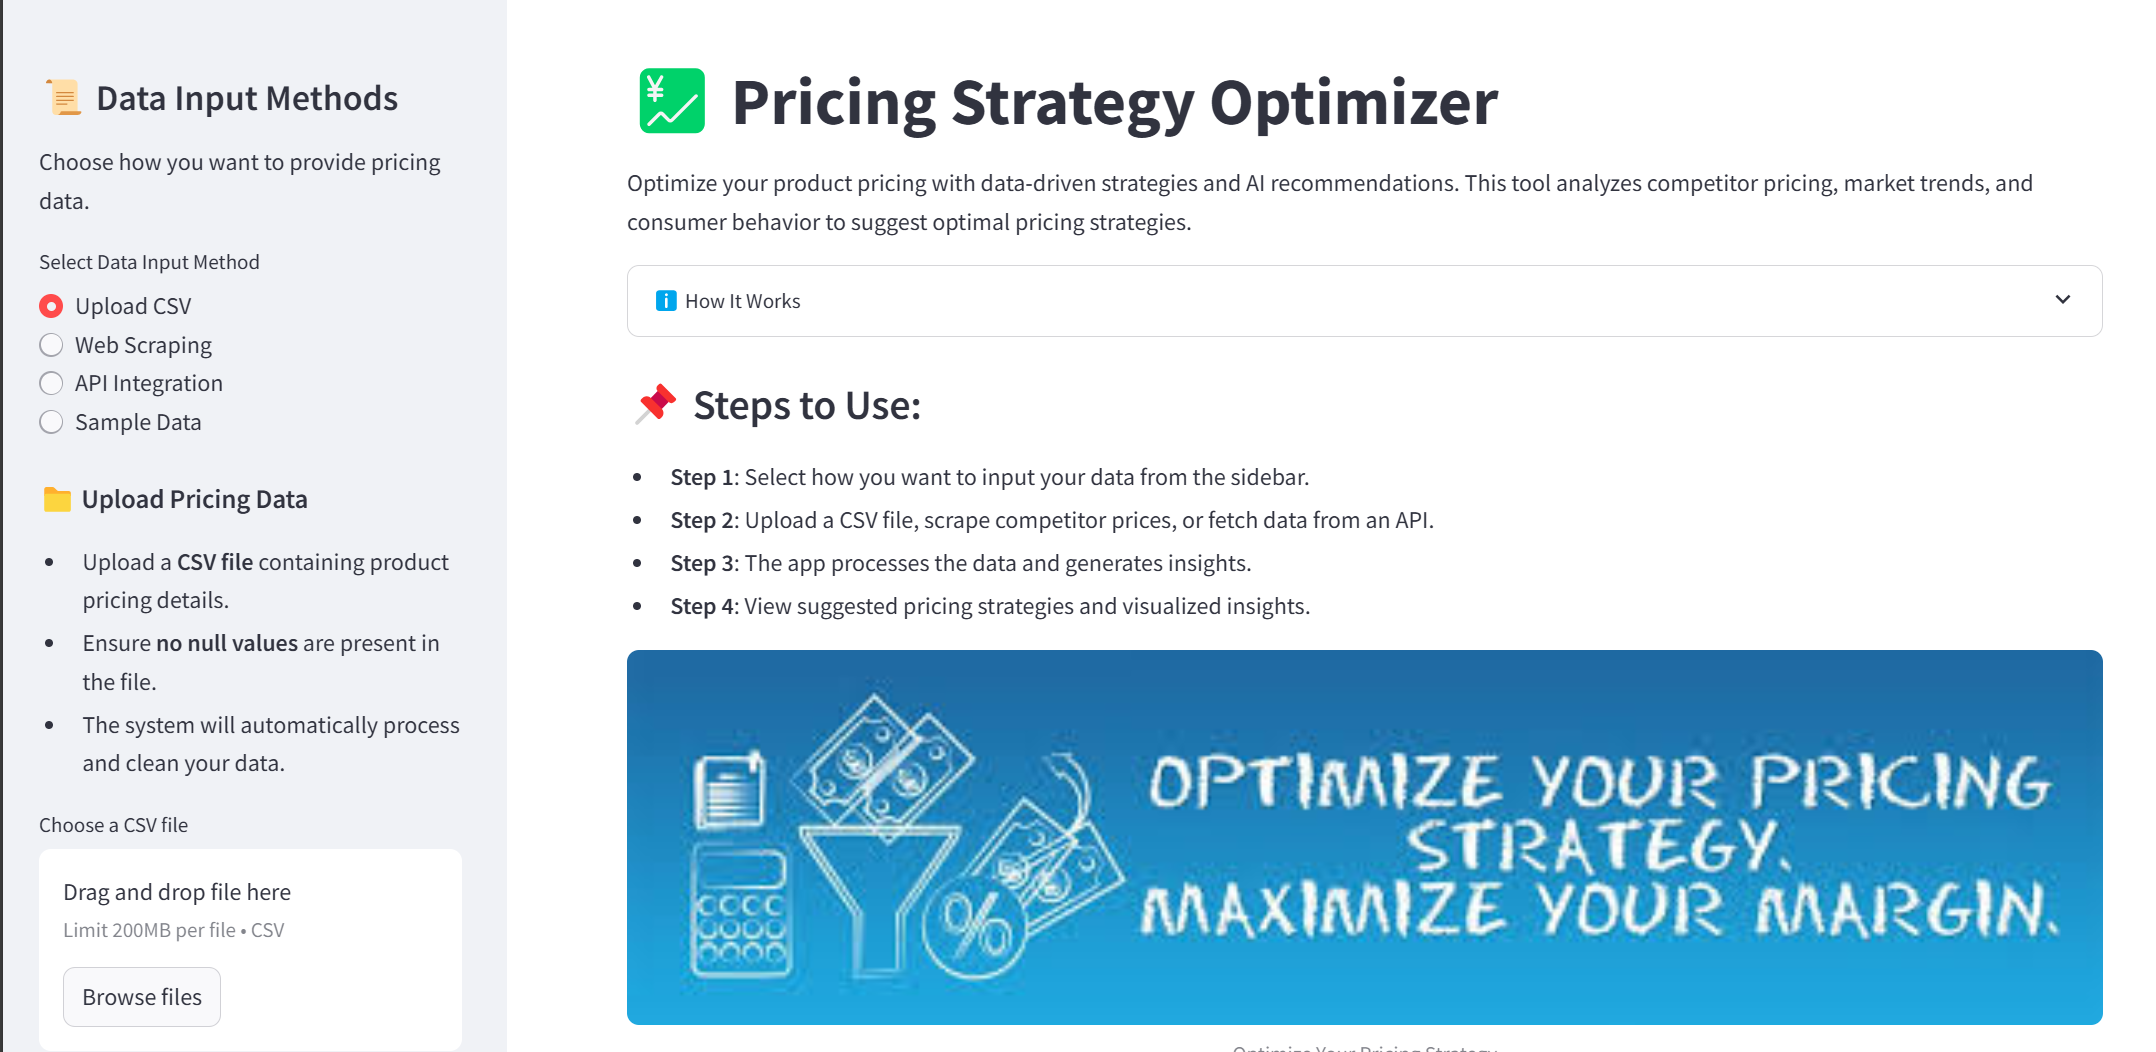 Data Input Methods
Choose how you want to provide pricing
data.
Select Data Input Method
Upload CSV
Web Scraping
API Integration
Sample Data
Upload Pricing Data
• Upload a CSV file containing product
pricing details.
• Ensure no null values are present in
the file.
• The system will automatically process
and clean your data.
Choose a CSV file
Drag and drop file here
Limit 200MB per file • CSV
Browse files
¥
Pricing Strategy Optimizer
Optimize your product pricing with data-driven strategies and AI recommendations. This tool analyzes competitor pricing, market trends, and
consumer behavior to suggest optimal pricing strategies.
i How It Works
Steps to Use:
• Step 1: Select how you want to input your data from the sidebar.
• Step 2: Upload a CSV file, scrape competitor prices, or fetch data from an API.
• Step 3: The app processes the data and generates insights.
• Step 4: View suggested pricing strategies and visualized insights.
%
OPTIMIZE YOUR PRICING
STRATEGY.
MAXIMIZE YOUR MARGIN.
Optimize Your Pricing Strategy